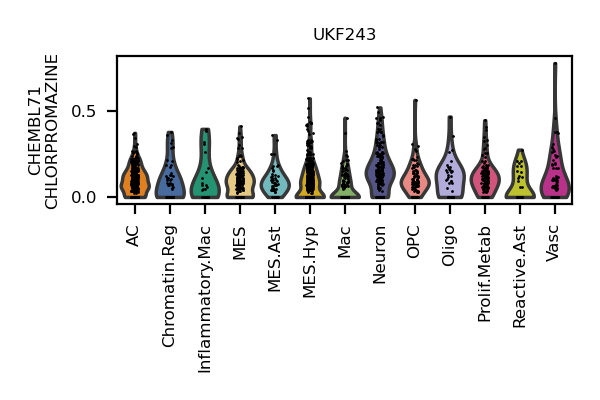 UKF243
CHEMBL71
CHLORPROMAZINE
0.5
0.0
AC
Chromatin.Reg
Inflammatory.Mac
MES
MES.Ast
MES.Hyp
Mac
Neuron
OPC
Oligo
Prolif.Metab
Reactive.Ast
Vasc